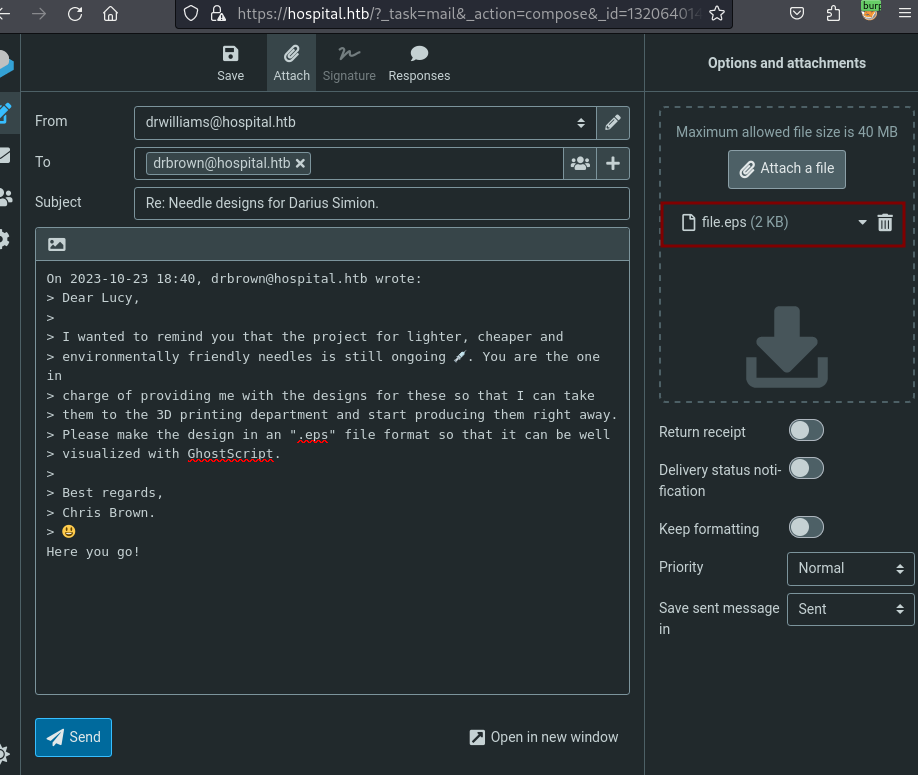 https://hospital.htb/?_task=mail&_action=compose&_id=132064014
burp
Save
Attach
Signature
Responses
Options and attachments
From
drwilliams@hospital.htb
To
drbrown@hospital.htb
Subject
Re: Needle designs for Darius Simion.
On 2023-10-23 18:40, drbrown@hospital.htb wrote:
> Dear Lucy,
>
> I wanted to remind you that the project for lighter, cheaper and
> environmentally friendly needles is still ongoing 💉. You are the one
in
> charge of providing me with the designs for these so that I can take
> them to the 3D printing department and start producing them right away.
> Please make the design in an ".eps" file format so that it can be well
> visualized with GhostScript.
>
> Best regards,
> Chris Brown.
> 😃
Here you go!
Send
Open in new window
Maximum allowed file size is 40 MB
Attach a file
file.eps (2 KB)
Return receipt
Delivery status noti-
fication
Keep formatting
Priority
Normal
Save sent message
in
Sent